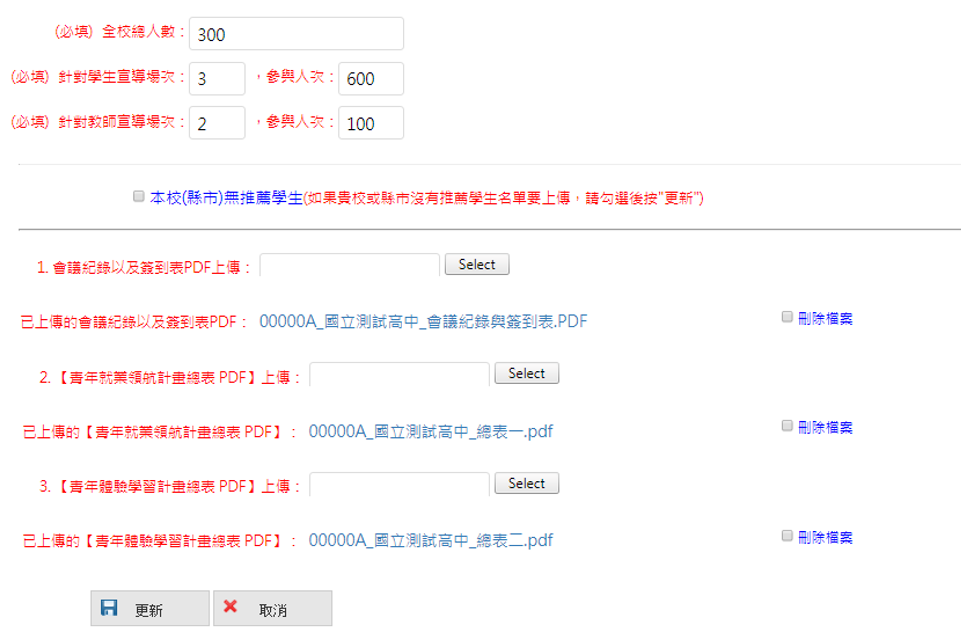 (必填) 全校總人數： 300
(必填) 針對學生宣導場次： 3 ，參與人次： 600
(必填) 針對教師宣導場次： 2 ，參與人次： 100
本校(縣市)無推薦學生(如果貴校或縣市沒有推薦學生名單要上傳，請勾選後按"更新")
1. 會議紀錄以及簽到表PDF上傳： Select
已上傳的會議紀錄以及簽到表PDF： 00000A_國立測試高中_會議紀錄與簽到表.PDF 刪除檔案
2. 【青年就業領航計畫總表 PDF】上傳： Select
已上傳的【青年就業領航計畫總表 PDF】： 00000A_國立測試高中_總表一.pdf 刪除檔案
3. 【青年體驗學習計畫總表 PDF】上傳： Select
已上傳的【青年體驗學習計畫總表 PDF】： 00000A_國立測試高中_總表二.pdf 刪除檔案
更新 取消